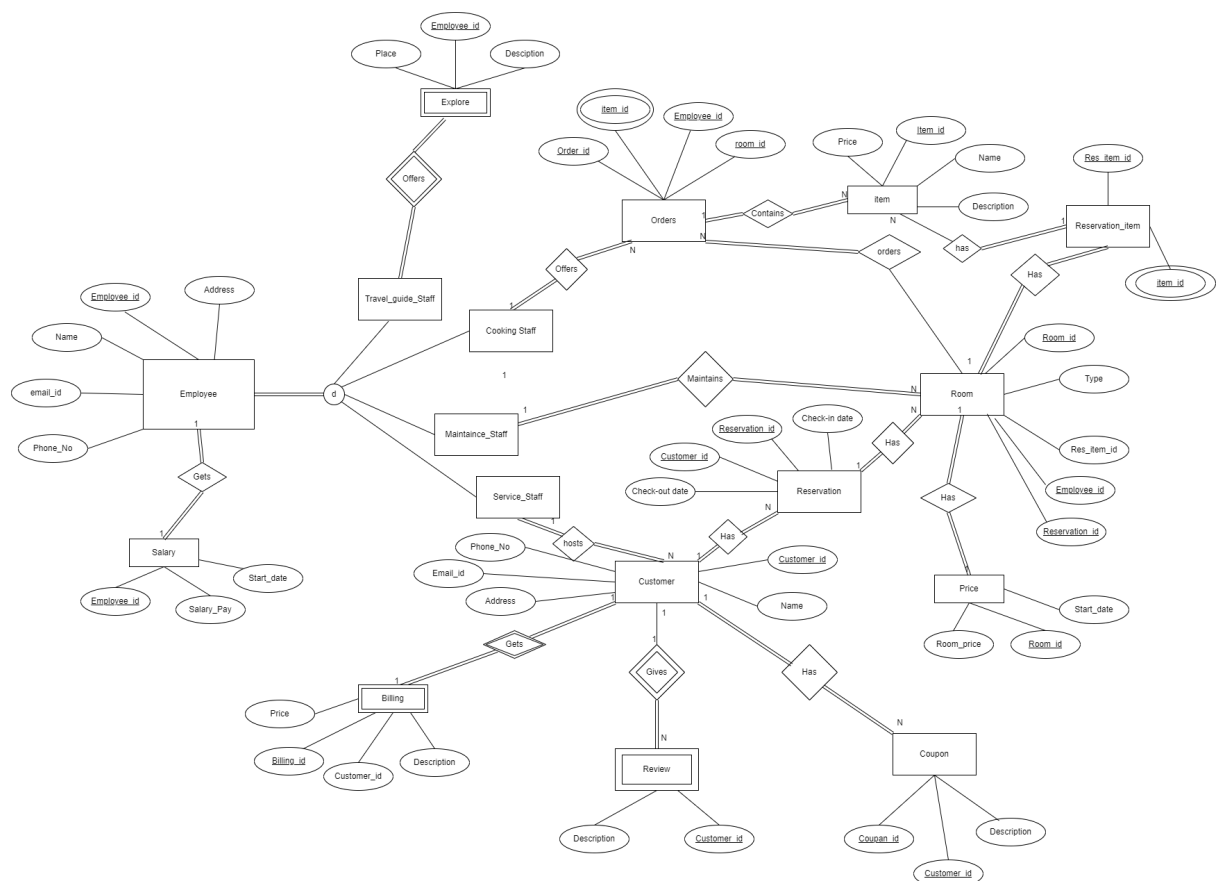 Employee_id
Place
Desciption
Explore
Offers
item_id
Employee_id
Order_id
room_id
Price
Item_id
Name
Description
Res_item_id
Orders
1
Contains
N
item
N
has
1
Reservation_item
item_id
N
orders
N
Offers
1
Has
Travel_guide_Staff
Cooking Staff
Employee_id
Address
Name
email_id
Phone_No
Employee
1
d
1
Maintains
N
1
Maintaince_Staff
1
Room
N
1
Room_id
Type
Res_item_id
Employee_id
Reservation_id
Check-in date
Reservation_id
Customer_id
Check-out date
Has
1
Reservation
N
Gets
1
Salary
Start_date
Employee_id
Salary_Pay
Service_Staff
1
hosts
N
Has
1
Has
1
Price
Start_date
Room_price
Room_id
Phone_No
Email_id
Address
Customer
Customer_id
Name
1
1
1
Gets
1
Billing
Price
Billing_id
Customer_id
Description
1
Gives
N
Review
Description
Customer_id
Has
N
Coupon
Coupan_id
Customer_id
Description